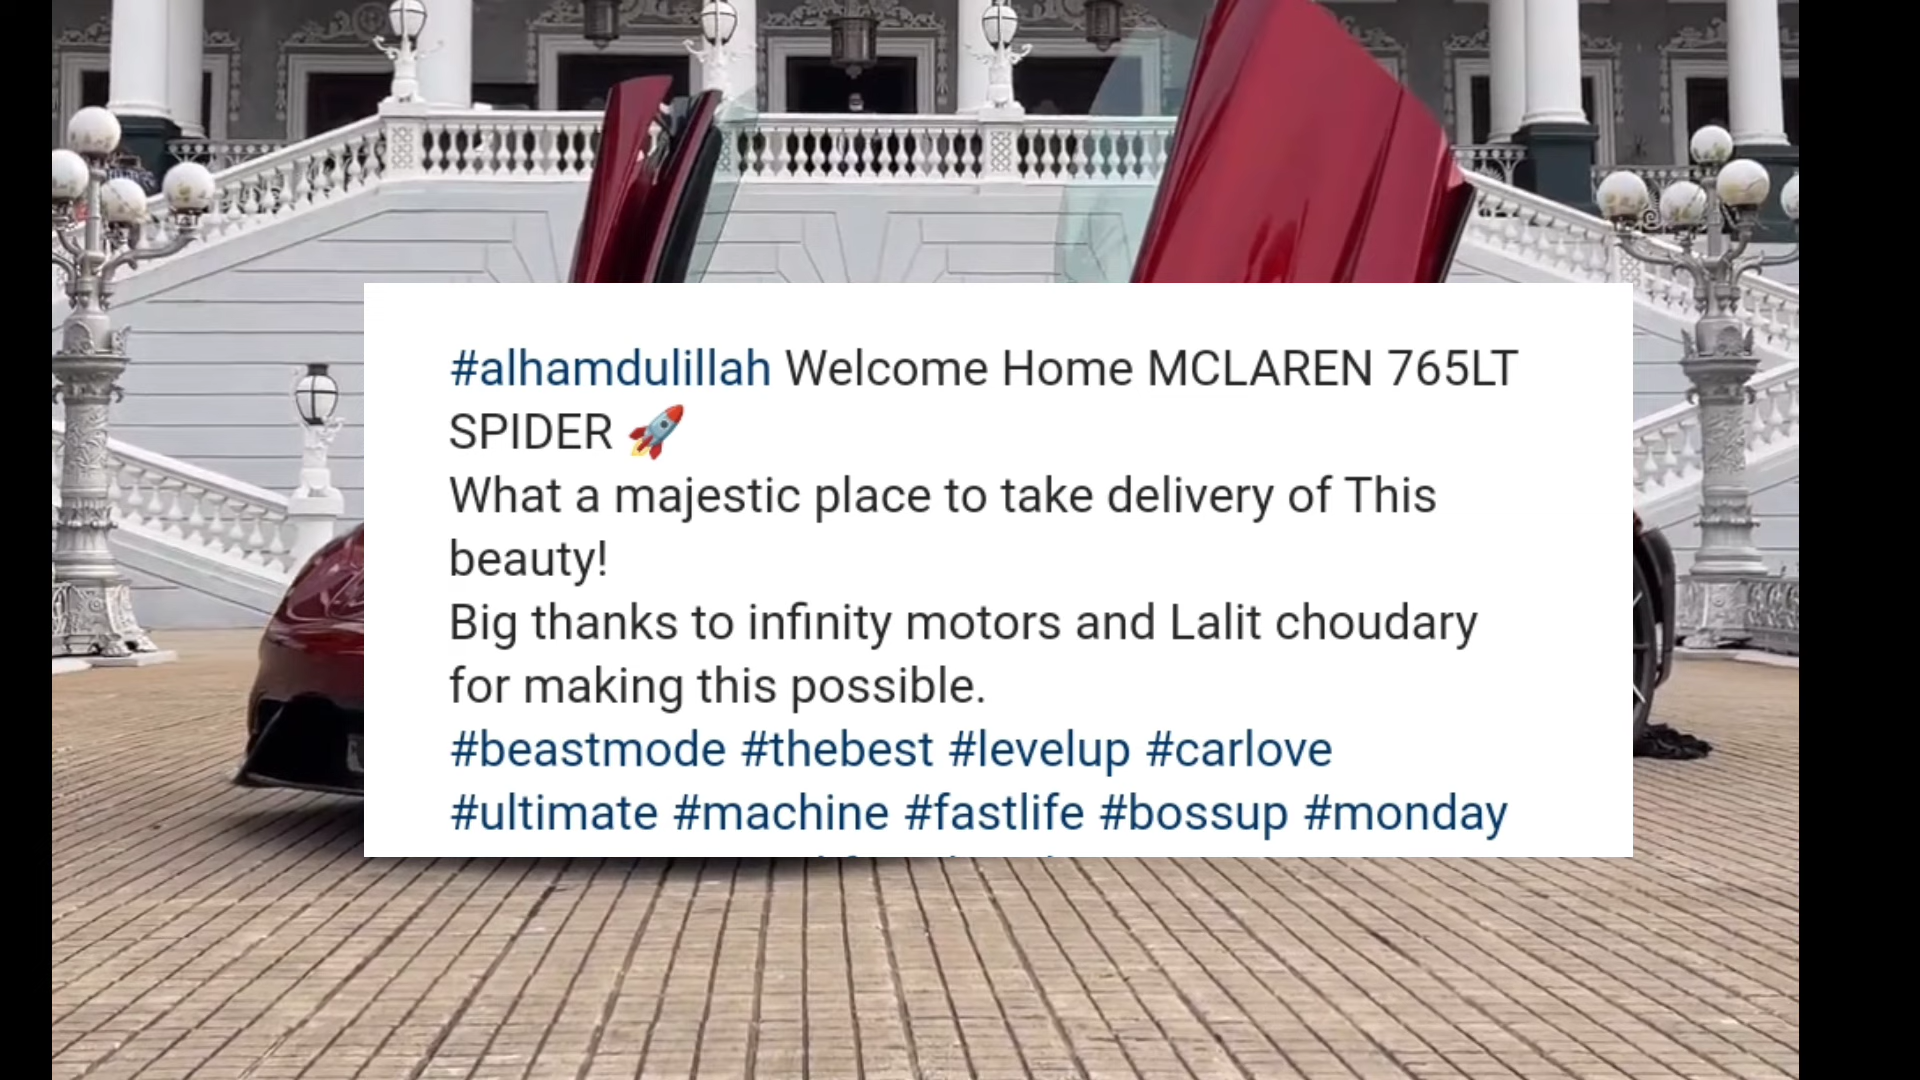 #alhamdulillah Welcome Home MCLAREN 765LT
SPIDER 🚀
What a majestic place to take delivery of This
beauty!
Big thanks to infinity motors and Lalit choudary
for making this possible.
#beastmode #thebest #levelup #carlove
#ultimate #machine #fastlife #bossup #monday